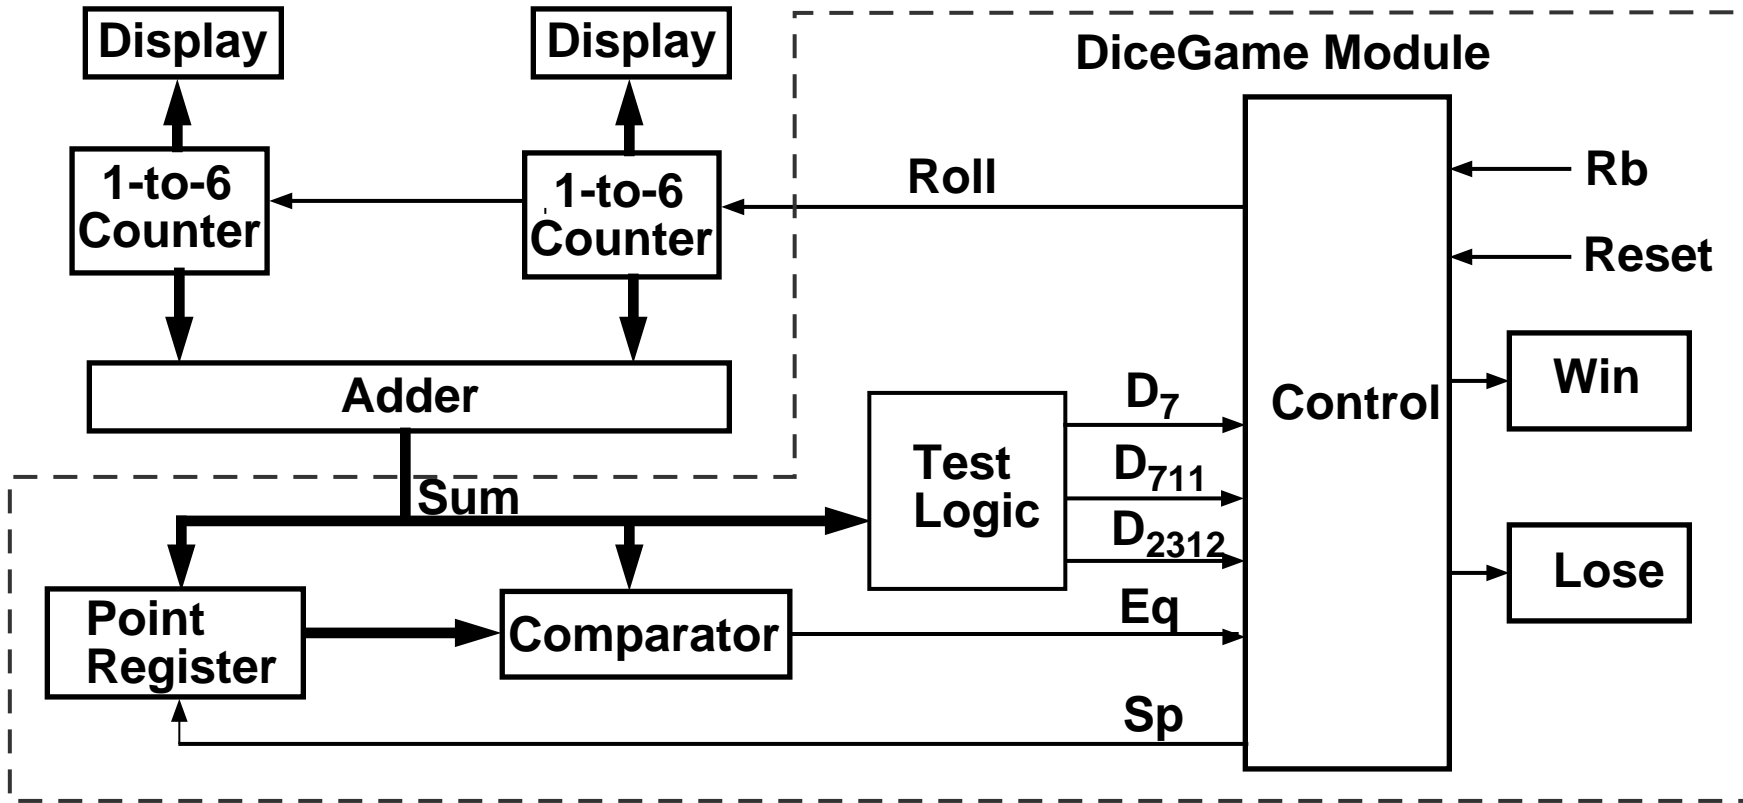 Display
Display
DiceGame Module
1-to-6
Counter
1-to-6
Counter
Roll
Rb
Reset
Adder
Sum
Test
Logic
D7
D711
D2312
Control
Win
Lose
Point
Register
Comparator
Eq
Sp